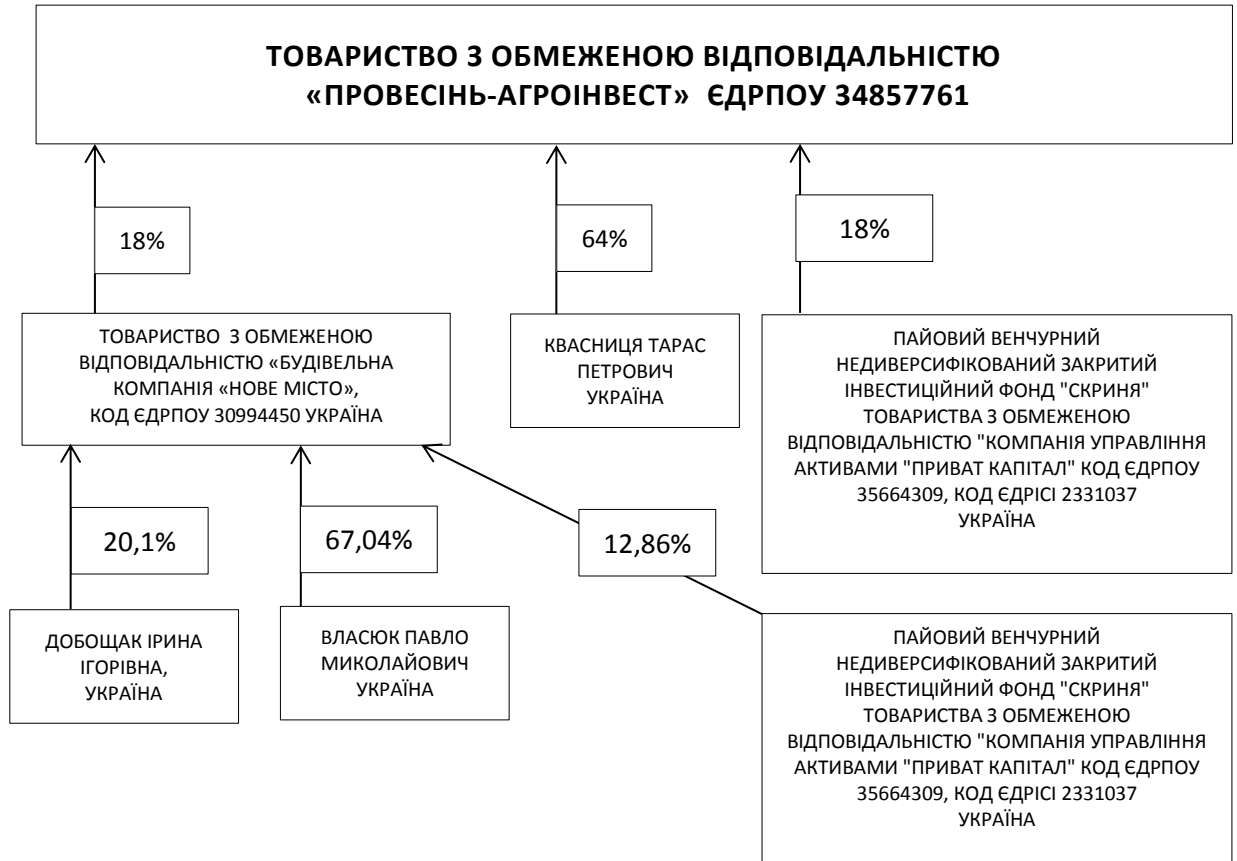 ТОВАРИСТВО З ОБМЕЖЕНОЮ ВІДПОВІДАЛЬНІСТЮ
«ПРОВЕСІНЬ-АГРОІНВЕСТ» ЄДРПОУ 34857761
18%
64%
18%
ТОВАРИСТВО З ОБМЕЖЕНОЮ
ВІДПОВІДАЛЬНІСТЮ «БУДІВЕЛЬНА
КОМПАНІЯ «НОВЕ МІСТО»,
КОД ЄДРПОУ 30994450 УКРАЇНА
КВАСНИЦЯ ТАРАС
ПЕТРОВИЧ
УКРАЇНА
ПАЙОВИЙ ВЕНЧУРНИЙ
НЕДИВЕРСИФІКОВАНИЙ ЗАКРИТИЙ
ІНВЕСТИЦІЙНИЙ ФОНД "СКРИНЯ"
ТОВАРИСТВА З ОБМЕЖЕНОЮ
ВІДПОВІДАЛЬНІСТЮ "КОМПАНІЯ УПРАВЛІННЯ
АКТИВАМИ "ПРИВАТ КАПІТАЛ" КОД ЄДРПОУ
35664309, КОД ЄДРІСІ 2331037
УКРАЇНА
20,1%
67,04%
12,86%
ДОБОЩАК ІРИНА
ІГОРІВНА,
УКРАЇНА
ВЛАСЮК ПАВЛО
МИКОЛАЙОВИЧ
УКРАЇНА
ПАЙОВИЙ ВЕНЧУРНИЙ
НЕДИВЕРСИФІКОВАНИЙ ЗАКРИТИЙ
ІНВЕСТИЦІЙНИЙ ФОНД "СКРИНЯ"
ТОВАРИСТВА З ОБМЕЖЕНОЮ
ВІДПОВІДАЛЬНІСТЮ "КОМПАНІЯ УПРАВЛІННЯ
АКТИВАМИ "ПРИВАТ КАПІТАЛ" КОД ЄДРПОУ
35664309, КОД ЄДРІСІ 2331037
УКРАЇНА